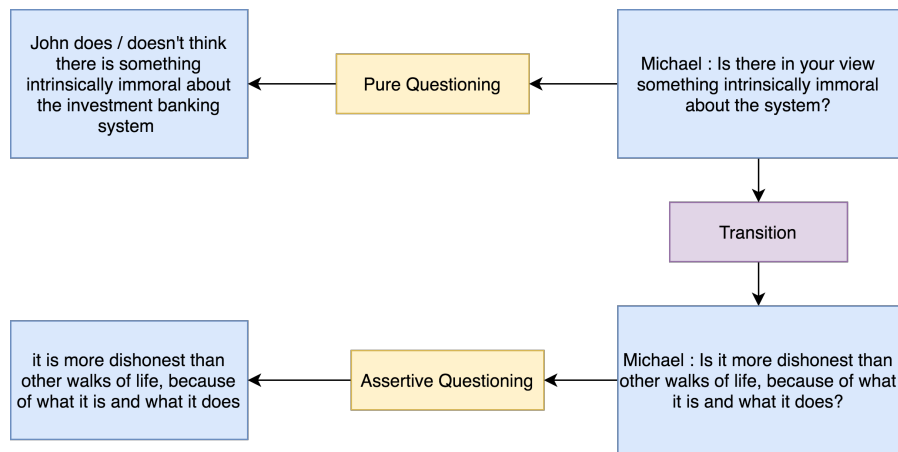 John does / doesn't think
there is something
intrinsically immoral about
the investment banking
system
Pure Questioning
Michael : Is there in your view
something intrinsically immoral
about the system?
Transition
it is more dishonest than
other walks of life, because
of what it is and what it does
Assertive Questioning
Michael : Is it more dishonest than
other walks of life, because of what
it is and what it does?